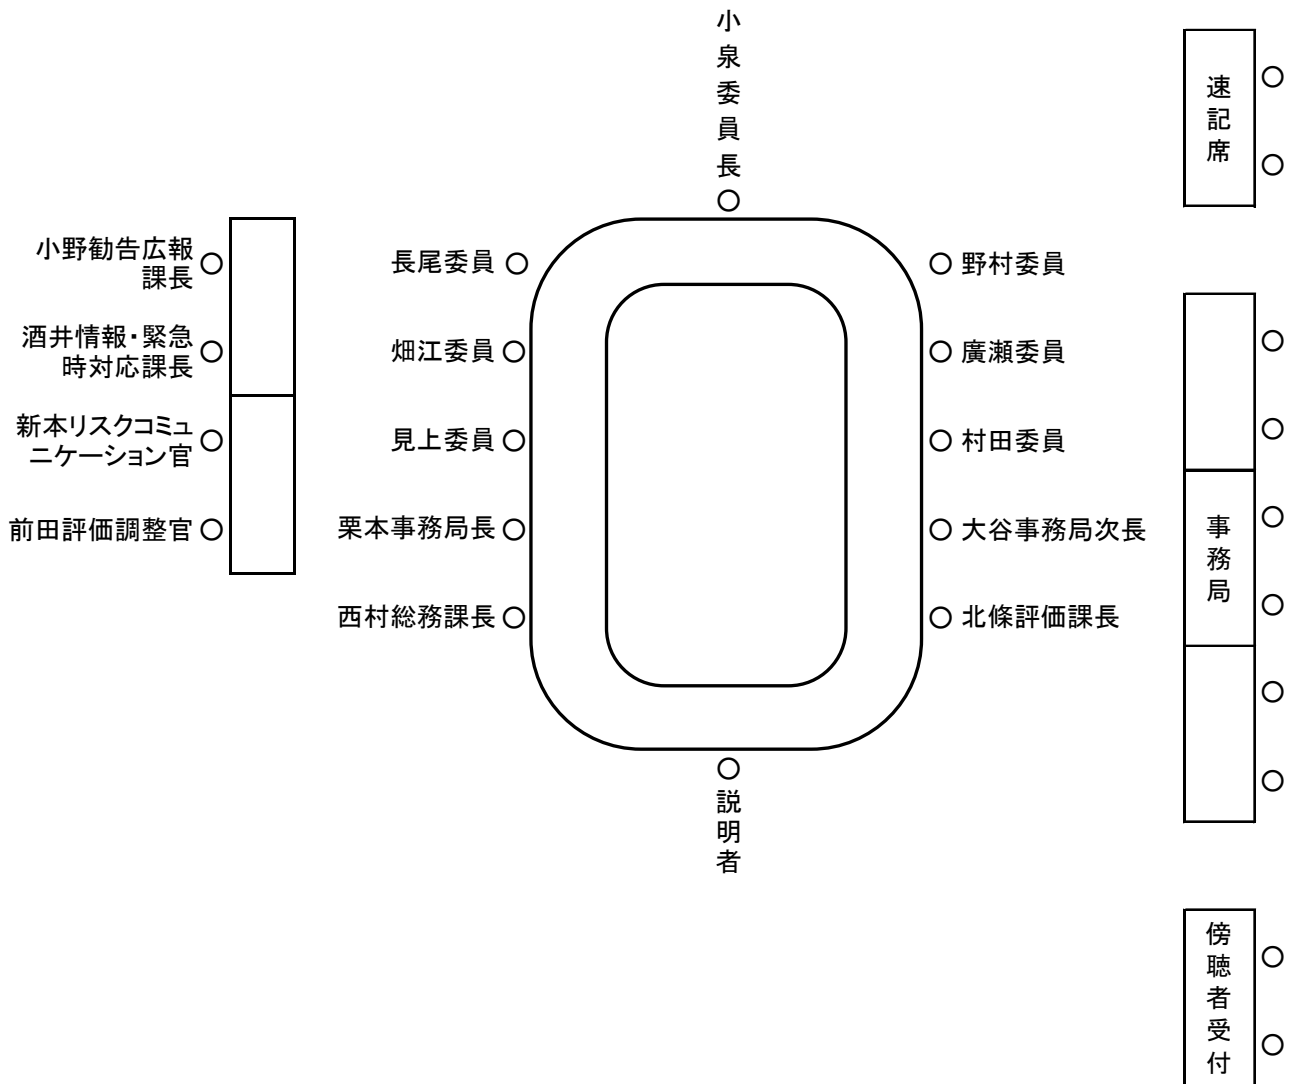 小泉委員長
速記席
小野勧告広報
課長
酒井情報・緊急
時対応課長
新本リスクコミュ
ニケーション官
前田評価調整官
長尾委員
畑江委員
見上委員
栗本事務局長
西村総務課長
野村委員
廣瀬委員
村田委員
大谷事務局次長
北條評価課長
説明者
事務局
傍聴者受付